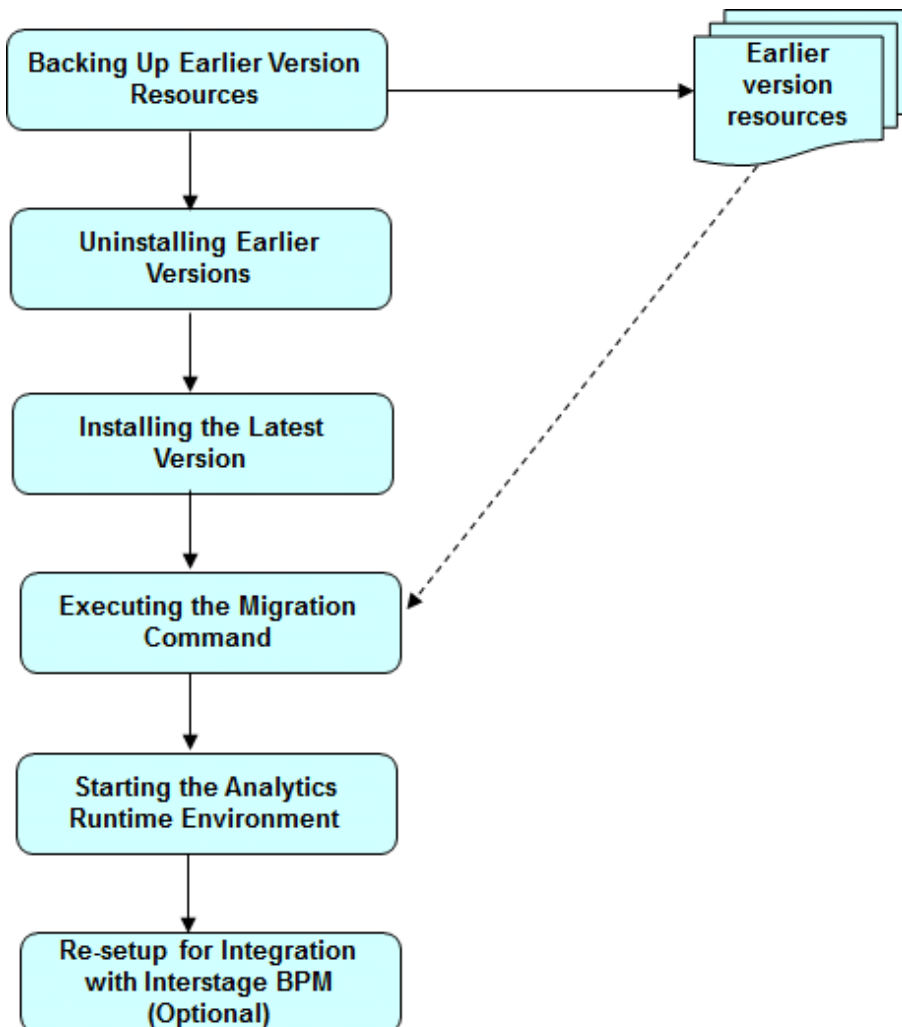 Backing Up Earlier Version
Resources
Earlier
version
resources
Uninstalling Earlier
Versions
Installing the Latest
Version
Executing the Migration
Command
Starting the Analytics
Runtime Environment
Re-setup for Integration
with Interstage BPM
(Optional)